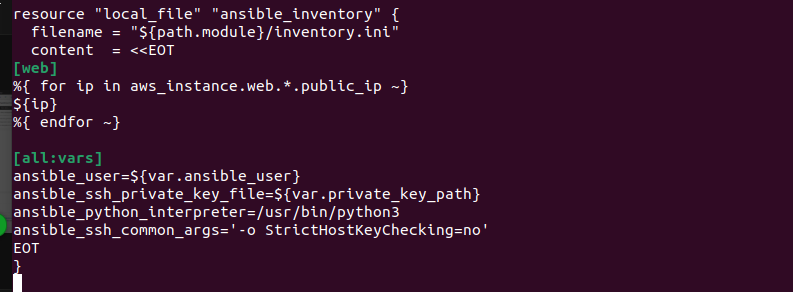 resource "local_file" "ansible_inventory" {
  filename = "${path.module}/inventory.ini"
  content  = <<EOT
[web]
%{ for ip in aws_instance.web.*.public_ip ~}
${ip}
%{ endfor ~}

[all:vars]
ansible_user=${var.ansible_user}
ansible_ssh_private_key_file=${var.private_key_path}
ansible_python_interpreter=/usr/bin/python3
ansible_ssh_common_args='-o StrictHostKeyChecking=no'
EOT
}